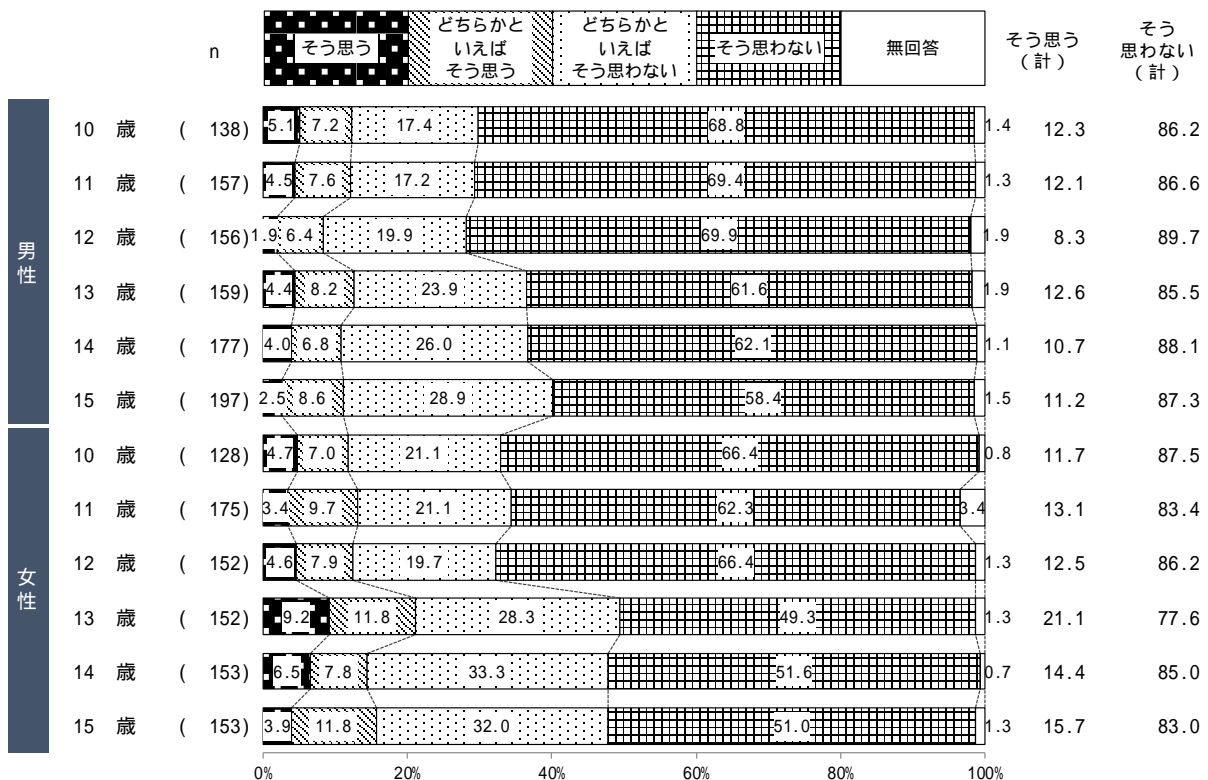 n
そう思う
どちらかと
いえば
そう思う
どちらかと
いえば
そう思わない
そう思わない
無回答
そう思う
（計）
そう
思わない
（計）
男性
10 歳 ( 138) 5.1 7.2 17.4 68.8 1.4 12.3 86.2
11 歳 ( 157) 4.5 7.6 17.2 69.4 1.3 12.1 86.6
12 歳 ( 156) 1.9 6.4 19.9 69.9 1.9 8.3 89.7
13 歳 ( 159) 4.4 8.2 23.9 61.6 1.9 12.6 85.5
14 歳 ( 177) 4.0 6.8 26.0 62.1 1.1 10.7 88.1
15 歳 ( 197) 2.5 8.6 28.9 58.4 1.5 11.2 87.3
女性
10 歳 ( 128) 4.7 7.0 21.1 66.4 0.8 11.7 87.5
11 歳 ( 175) 3.4 9.7 21.1 62.3 3.4 13.1 83.4
12 歳 ( 152) 4.6 7.9 19.7 66.4 1.3 12.5 86.2
13 歳 ( 152) 9.2 11.8 28.3 49.3 1.3 21.1 77.6
14 歳 ( 153) 6.5 7.8 33.3 51.6 0.7 14.4 85.0
15 歳 ( 153) 3.9 11.8 32.0 51.0 1.3 15.7 83.0
0% 20% 40% 60% 80% 100%